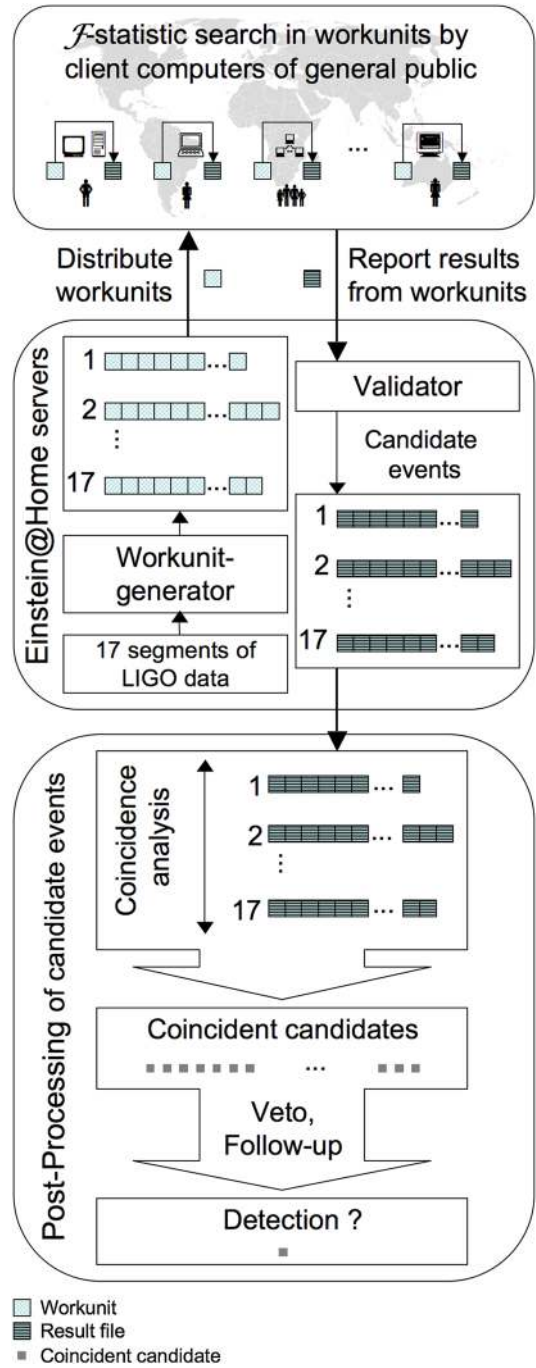 ℱ-statistic search in workunits by
client computers of general public
...
Distribute
workunits
Report results
from workunits
Einstein@Home servers
1 ...
2 ...
⋮
17 ...
Workunit-
generator
17 segments of
LIGO data
Validator
Candidate
events
1 ...
2 ...
⋮
17 ...
Post-Processing of candidate events
Coincidence
analysis
1 ...
2 ...
⋮
17 ...
Coincident candidates
...
Veto,
Follow-up
Detection ?
Workunit
Result file
Coincident candidate